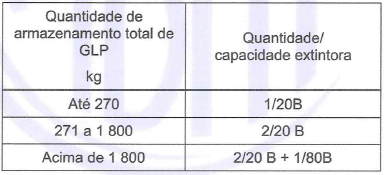 Quantidade de
armazenamento total de
GLP
kg
Quantidade/
capacidade extintora
Até 270
1/20B
271 a 1 800
2/20 B
Acima de 1 800
2/20 B + 1/80B